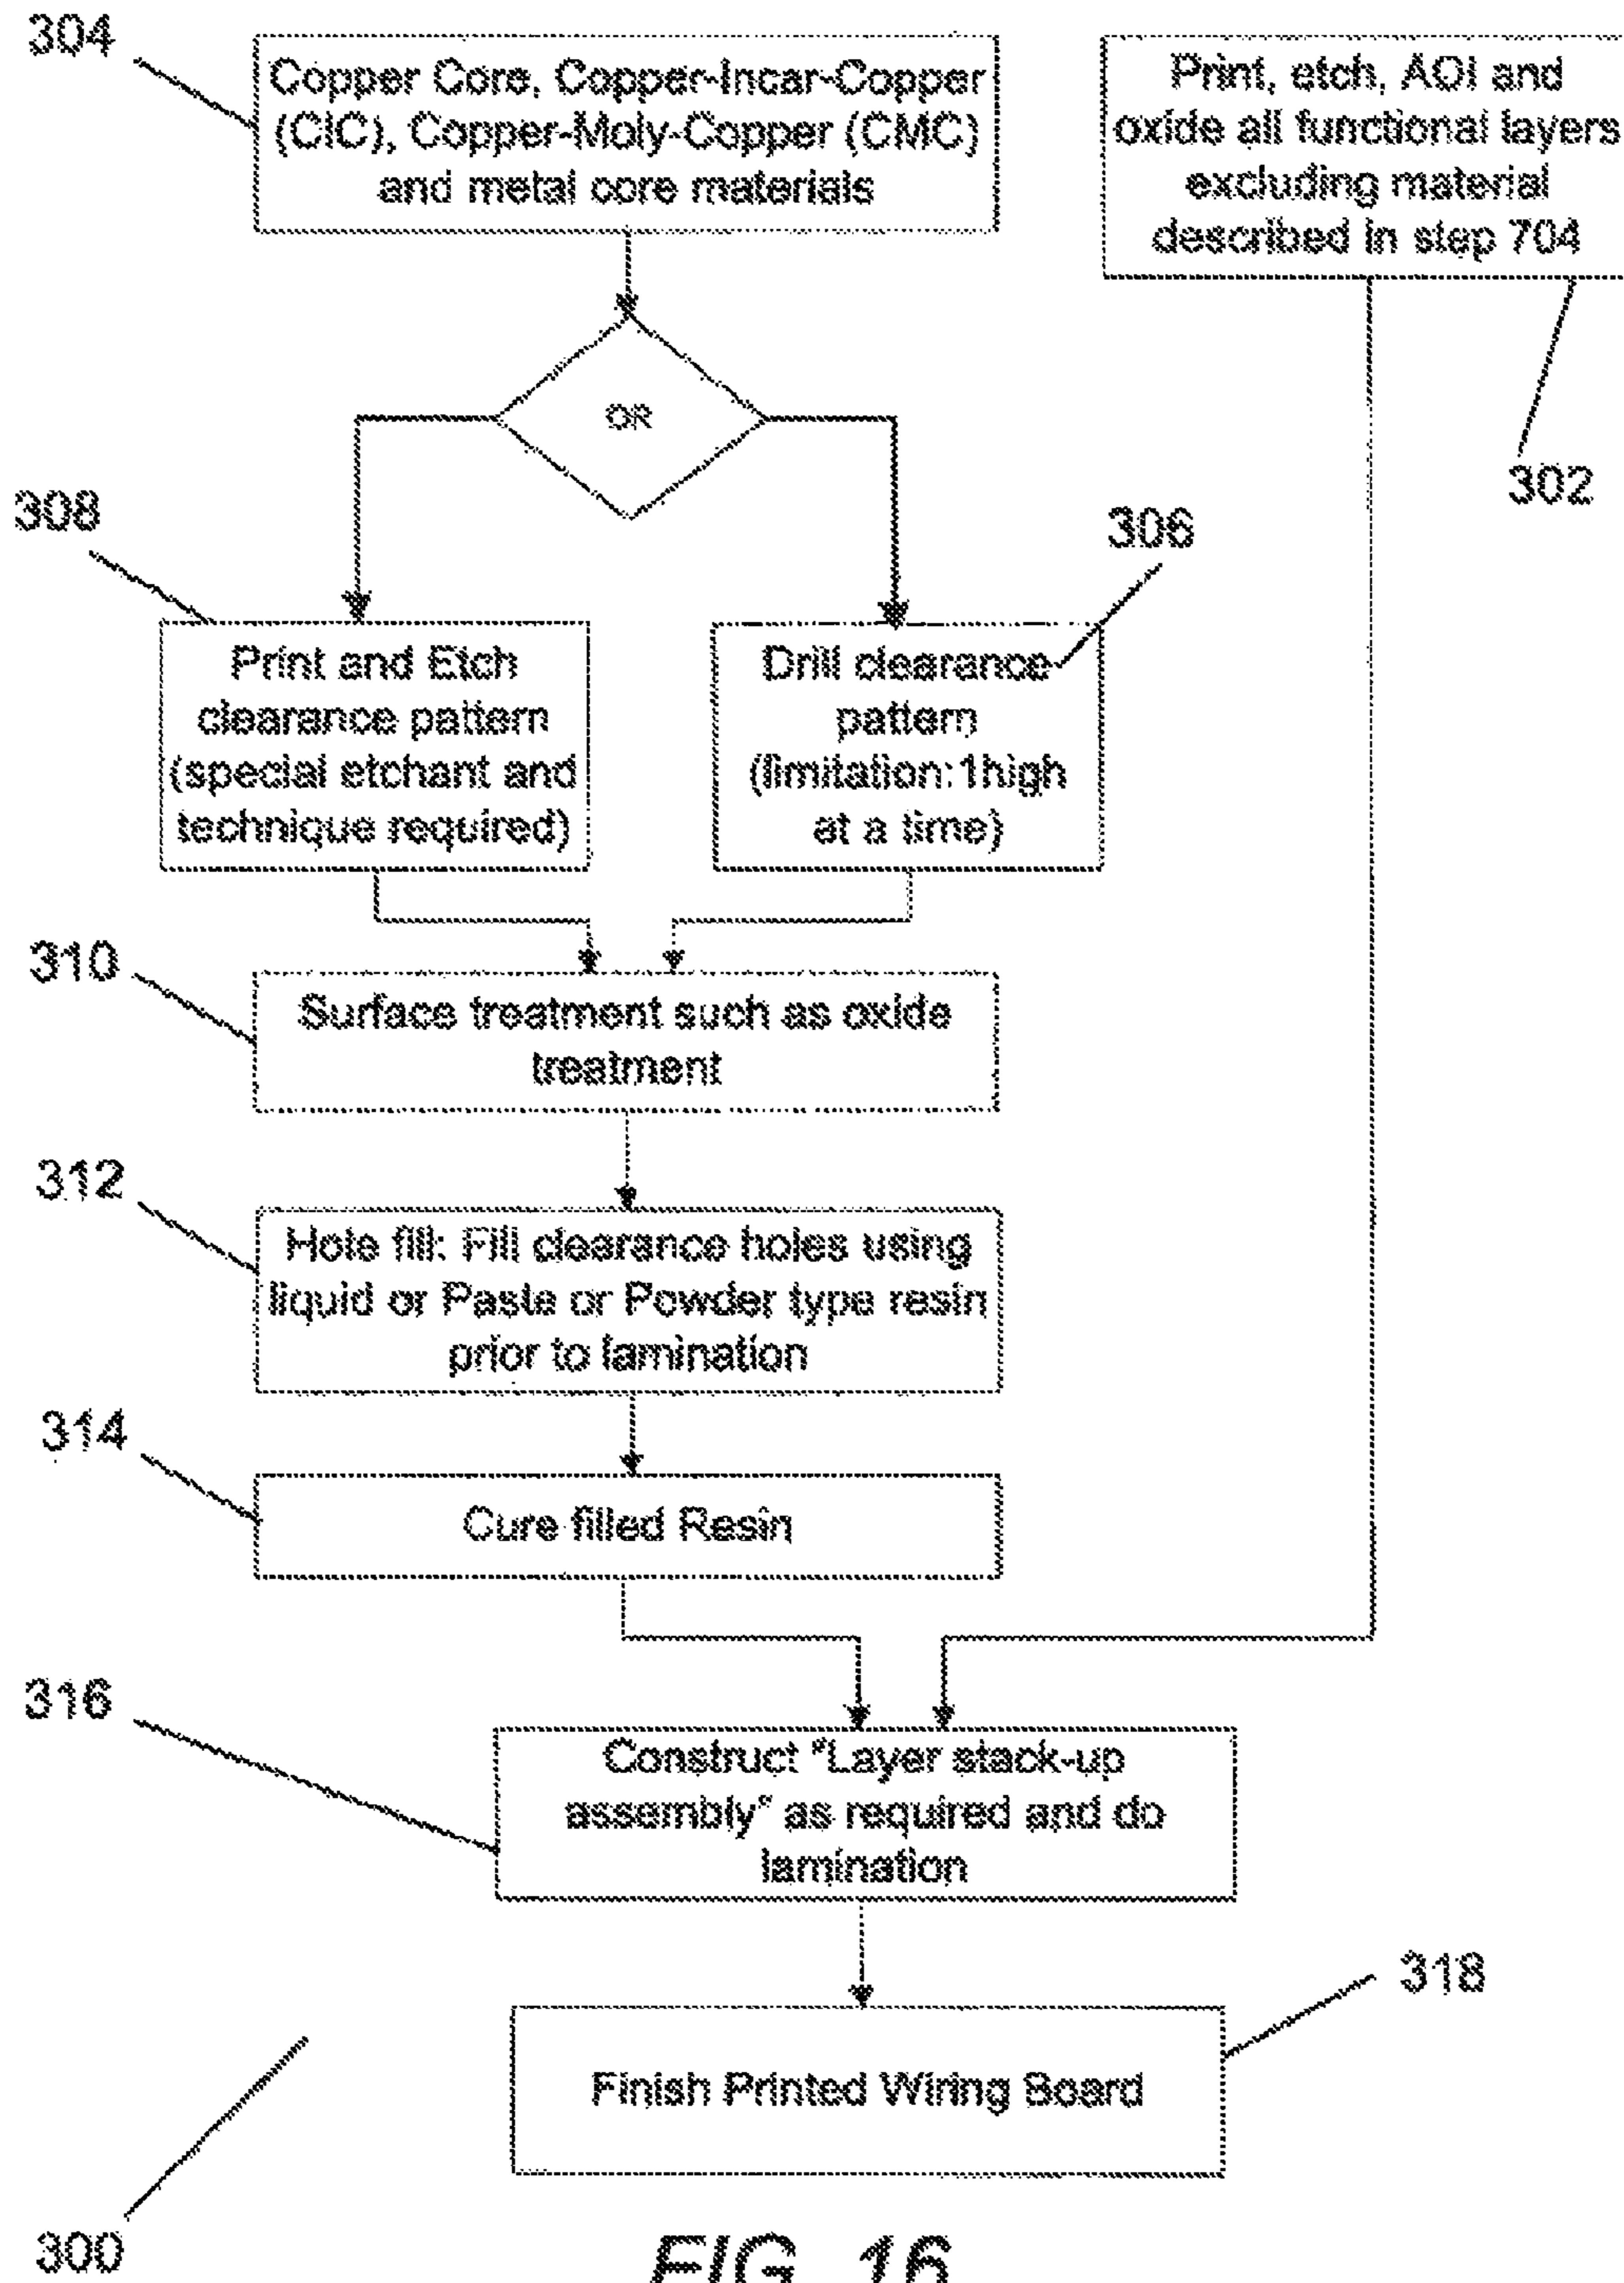 304
Copper Core, Copper-Incar-Copper
(CIC), Copper-Moly-Copper (CMC)
and metal core materials
Print, etch, AOI and
oxide all functional layers
excluding material
described in step 704
302
OR
308
306
Print and Etch
clearance pattern
(special etchant and
technique required)
Drill clearance
pattern
(limitation:1high
at a time)
310
Surface treatment such as oxide
treatment
312
Hole fill: Fill clearance holes using
liquid or Paste or Powder type resin
prior to lamination
314
Cure filled Resin
316
Construct "Layer stack-up
assembly" as required and do
lamination
318
Finish Printed Wiring Board
300
FIG. 16